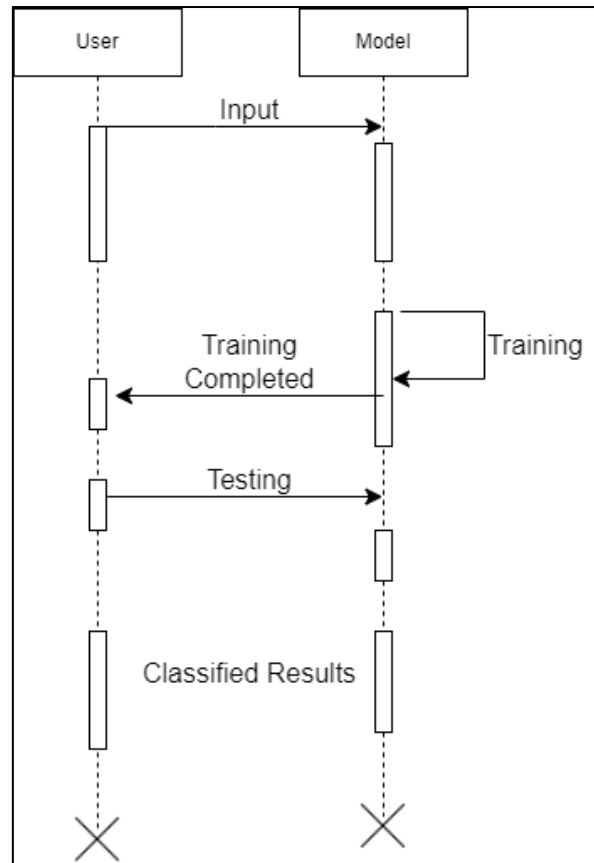 User
Model
Input
Training
Completed
Training
Testing
Classified Results